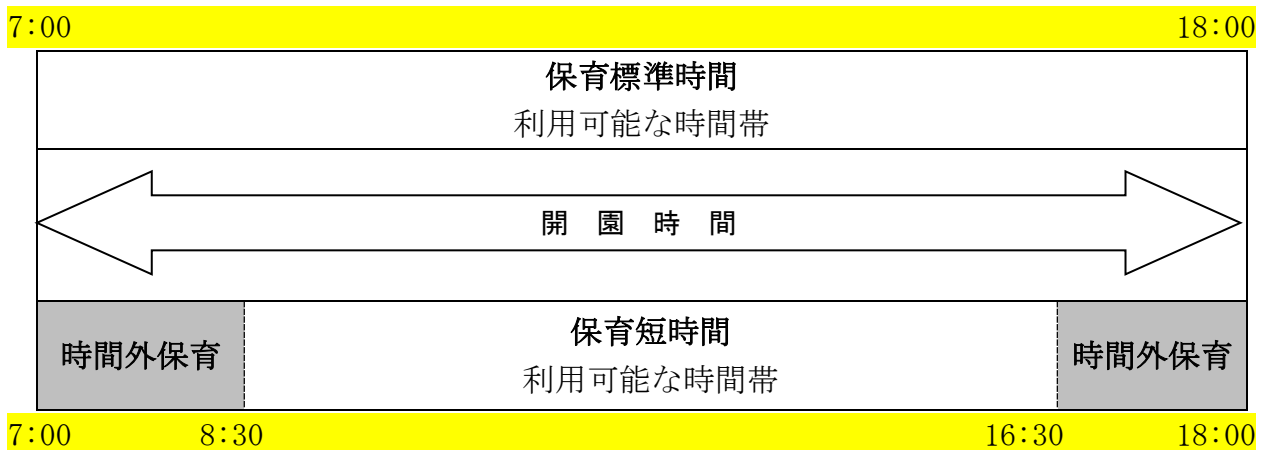 7:00 18:00
保育標準時間
利用可能な時間帯
開 園 時 間
時間外保育
保育短時間
利用可能な時間帯
時間外保育
7:00 8:30 16:30 18:00